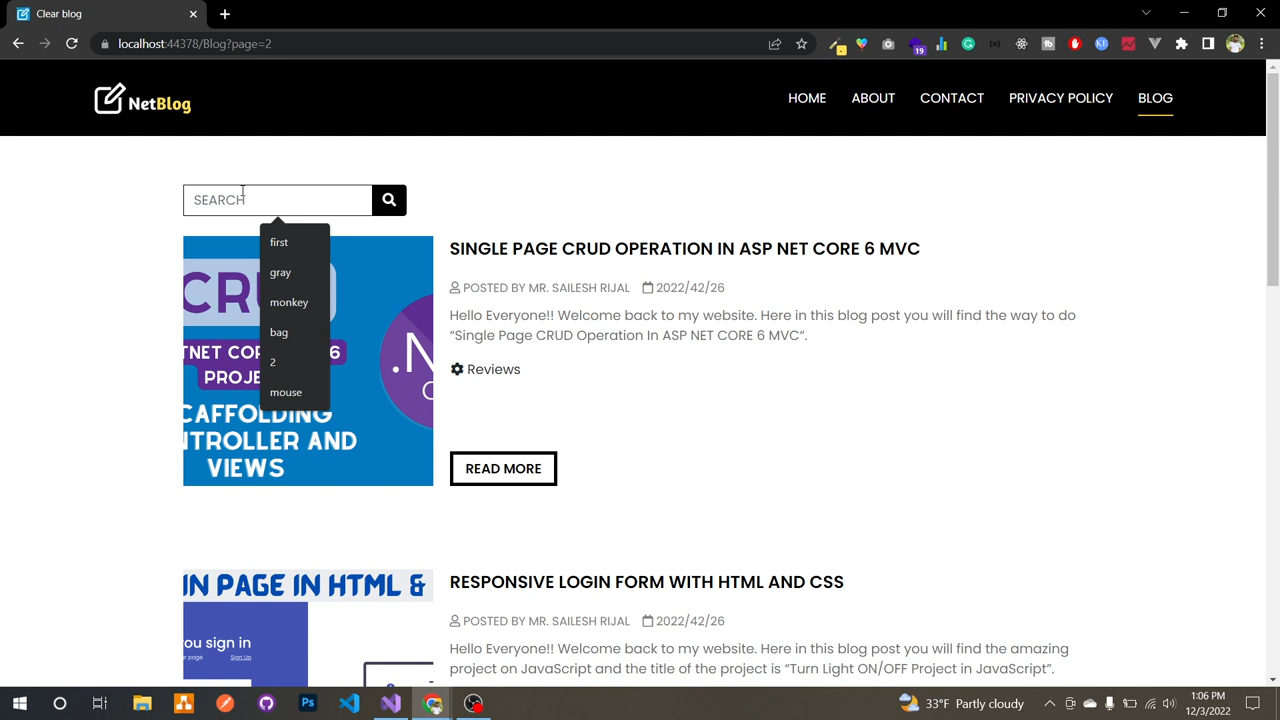 Clear blog
localhost:44378/Blog?page=2
19
NetBlog
HOME ABOUT CONTACT PRIVACY POLICY BLOG
SEARCH
first
gray
monkey
bag
2
mouse
CRU
TNET COR 6
PROJE
CAFFOLDING
NTROLLER AND
VIEWS
.N
SINGLE PAGE CRUD OPERATION IN ASP NET CORE 6 MVC
POSTED BY MR. SAILESH RIJAL 2022/42/26
Hello Everyone!! Welcome back to my website. Here in this blog post you will find the way to do
“Single Page CRUD Operation In ASP NET CORE 6 MVC“.
Reviews
READ MORE
IN PAGE IN HTML &
you sign in
r page Sign Up
RESPONSIVE LOGIN FORM WITH HTML AND CSS
POSTED BY MR. SAILESH RIJAL 2022/42/26
Hello Everyone!! Welcome back to my website. Here in this blog post you will find the amazing
project on JavaScript and the title of the project is “Turn Light ON/OFF Project in JavaScript”.
Ps
33°F Partly cloudy
1:06 PM
12/3/2022